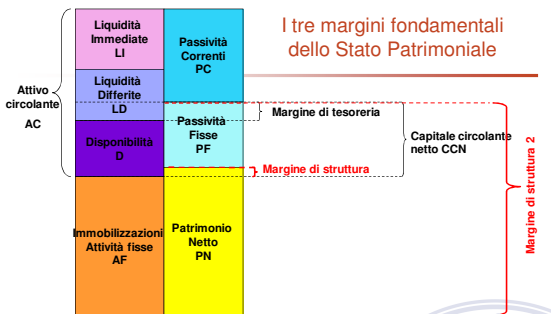 I tre margini fondamentali
dello Stato Patrimoniale
Attivo
circolante
AC
Liquidità
Immediate
LI
Liquidità
Differite
LD
Disponibilità
D
Immobilizzazioni
Attività fisse
AF
Passività
Correnti
PC
Passività
Fisse
PF
Patrimonio
Netto
PN
Margine di tesoreria
Capitale circolante
netto CCN
Margine di struttura
Margine di struttura 2